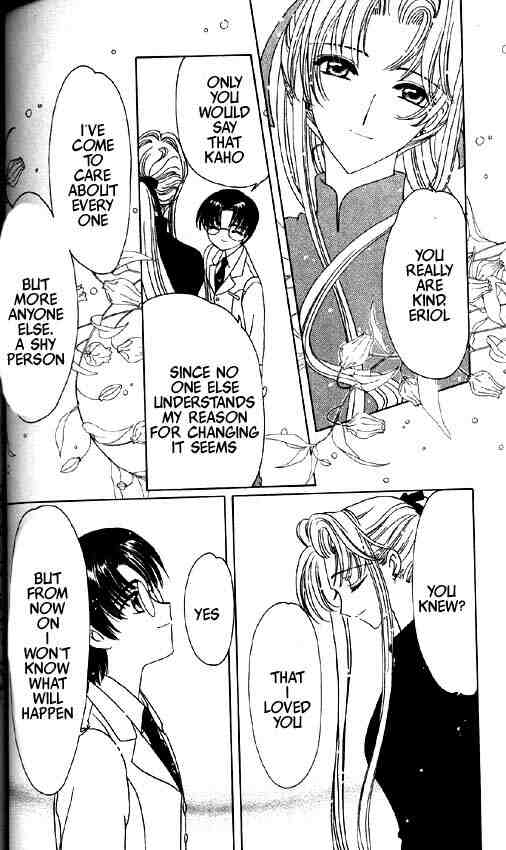 YOU
REALLY
ARE
KIND.
ERIOL
ONLY
YOU
WOULD
SAY
THAT
KAHO
SINCE NO
ONE ELSE
UNDERSTANDS
MY REASON
FOR CHANGING
IT SEEMS
I'VE
COME
TO
CARE
ABOUT
EVERY
ONE
BUT
MORE
ANYONE
ELSE.
A SHY
PERSON
YOU
KNEW?
THAT
I
LOVED
YOU
YES
BUT
FROM
NOW
ON
I
WON'T
KNOW
WHAT
WILL
HAPPEN